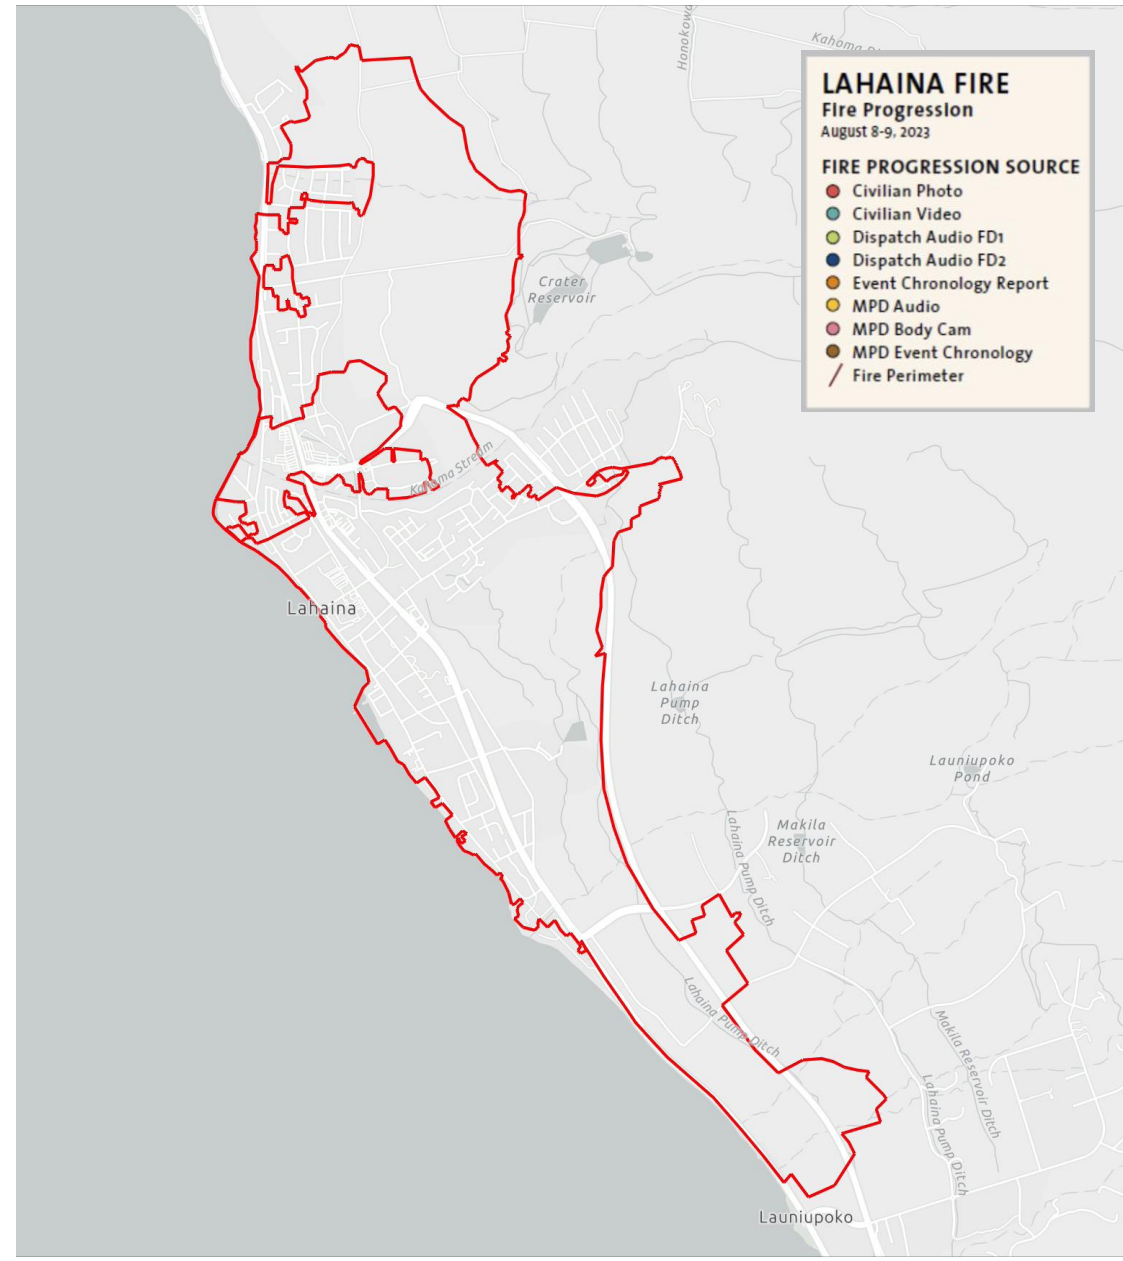 Honokowa
Kahoma D
LAHAINA FIRE
Fire Progression
August 8-9, 2023
FIRE PROGRESSION SOURCE
Civilian Photo
Civilian Video
Dispatch Audio FD1
Dispatch Audio FD2
Event Chronology Report
MPD Audio
MPD Body Cam
MPD Event Chronology
Fire Perimeter
Crater
Reservoir
Kahoma Stream
Lahaina
Lahaina
Pump
Ditch
Launiupoko
Pond
Makila
Reservoir
Ditch
Lahaina Pump Ditch
Lahaina Pump Ditch
Makila Reservoir Ditch
Lahaina Pump Ditch
Launiupoko